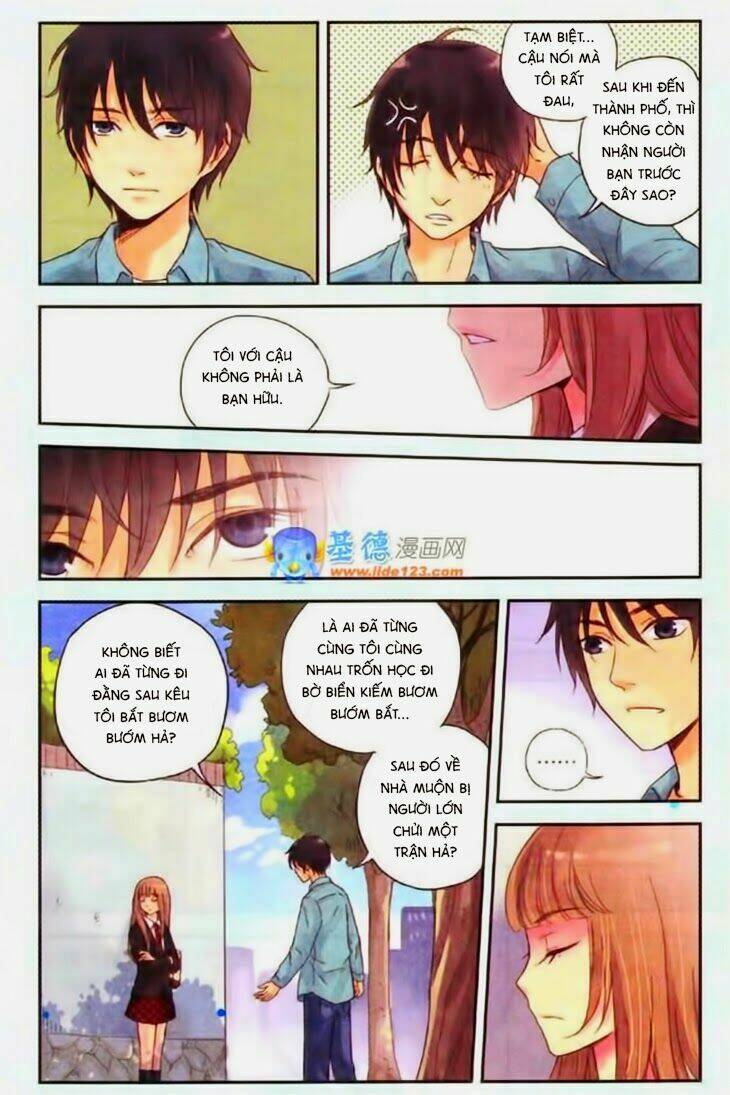 TẠM BIỆT...
CẬU NÓI MÀ
TÔI RẤT
ĐAU,
SAU KHI ĐẾN
THÀNH PHỐ, THÌ
KHÔNG CÒN
NHẬN NGƯỜI
BẠN TRƯỚC
ĐÂY SAO?
TÔI VỚI CẬU
KHÔNG PHẢI LÀ
BẠN HỮU.
基德漫画网
www.jide123.com
KHÔNG BIẾT
AI ĐÃ TỪNG ĐI
ĐẰNG SAU KÊU
TÔI BẮT BƯƠM
BƯỚM HẢ?
LÀ AI ĐÃ TỪNG
CÙNG TÔI CÙNG
NHAU TRỐN HỌC ĐI
BỜ BIỂN KIẾM BƯƠM
BƯỚM BẮT...
SAU ĐÓ VỀ
NHÀ MUỘN BỊ
NGƯỜI LỚN
CHỬI MỘT
TRẬN HẢ?
......